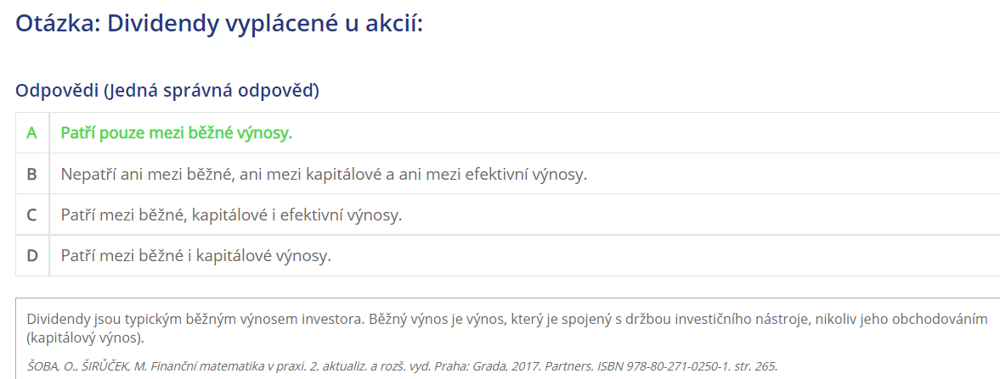 Otázka: Dividendy vyplácené u akcií:
Odpovědi (Jedná správná odpověď)
A Patří pouze mezi běžné výnosy.
B Nepatří ani mezi běžné, ani mezi kapitálové a ani mezi efektivní výnosy.
C Patří mezi běžné, kapitálové i efektivní výnosy.
D Patří mezi běžné i kapitálové výnosy.
Dividendy jsou typickým běžným výnosem investora. Běžný výnos je výnos, který je spojený s držbou investičního nástroje, nikoliv jeho obchodováním
(kapitálový výnos).
ŠOBA, O., ŠIRŮČEK, M. Finanční matematika v praxi. 2. aktualiz. a rozš. vyd. Praha: Grada, 2017. Partners. ISBN 978-80-271-0250-1. str. 265.